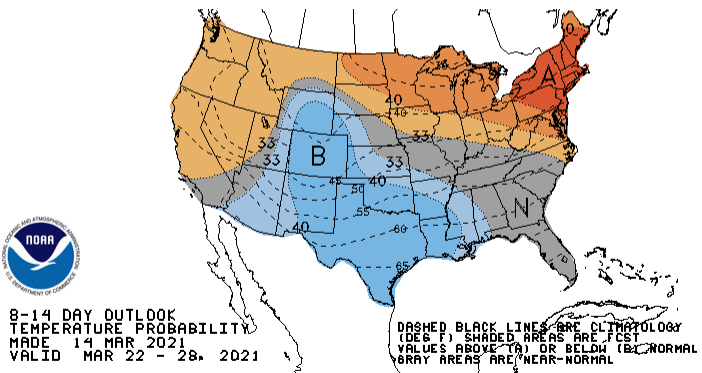 0
A
40
40
33
33
33
33
B
45
40
50
55
N
60
40
65
NOAA
NATIONAL OCEANIC AND ATMOSPHERIC ADMINISTRATION
U.S. DEPARTMENT OF COMMERCE
8-14 DAY OUTLOOK
TEMPERATURE PROBABILITY
MADE 14 MAR 2021
VALID MAR 22 - 28, 2021
DASHED BLACK LINES ARE CLIMATOLOGY
(DEG F) SHADED AREAS ARE FCST
VALUES ABOVE (A) OR BELOW (B) NORMAL
GRAY AREAS ARE NEAR-NORMAL